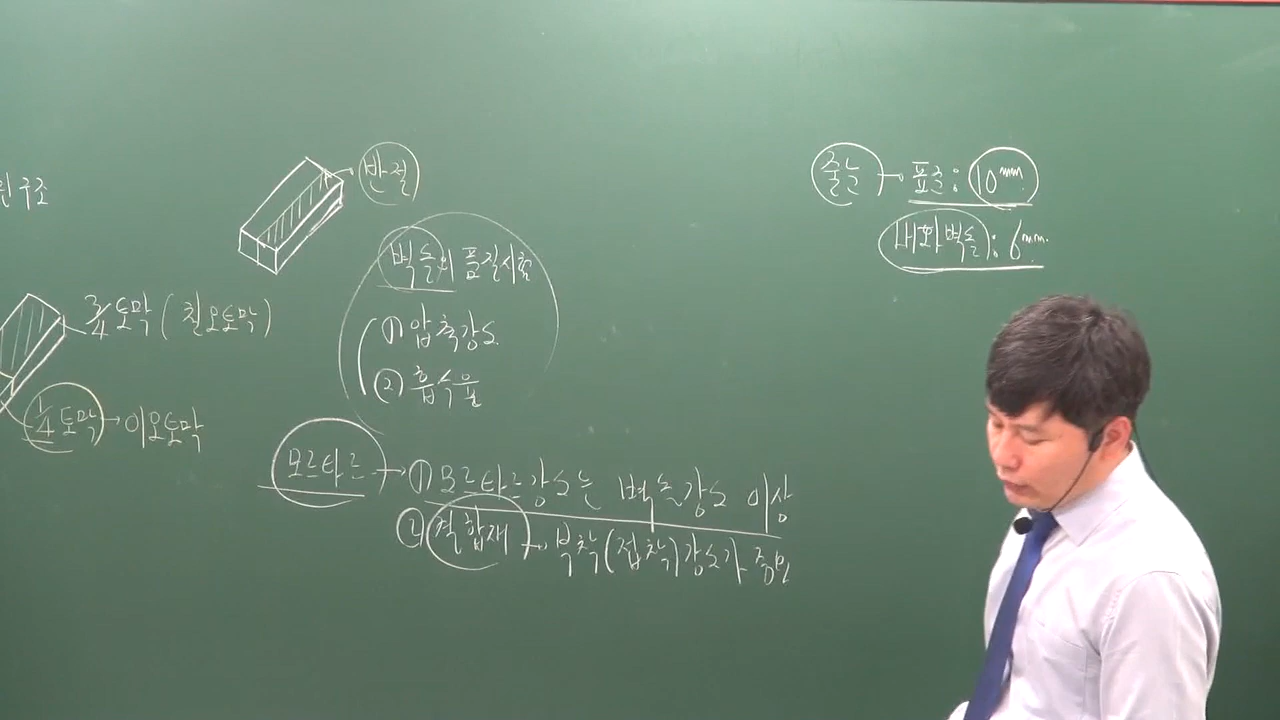 구조
반절
3/4 토막 ( 칠오토막 )
1/4 토막 → 이오토막
벽돌의 품질시험
① 압축강도
② 흡수율
모르타르 → ① 모르타르강도는 벽돌강도 이상
② 접합재 → 부착(접착)강도가 중요
줄눈 → 표준 : 10mm
내화벽돌 : 6mm